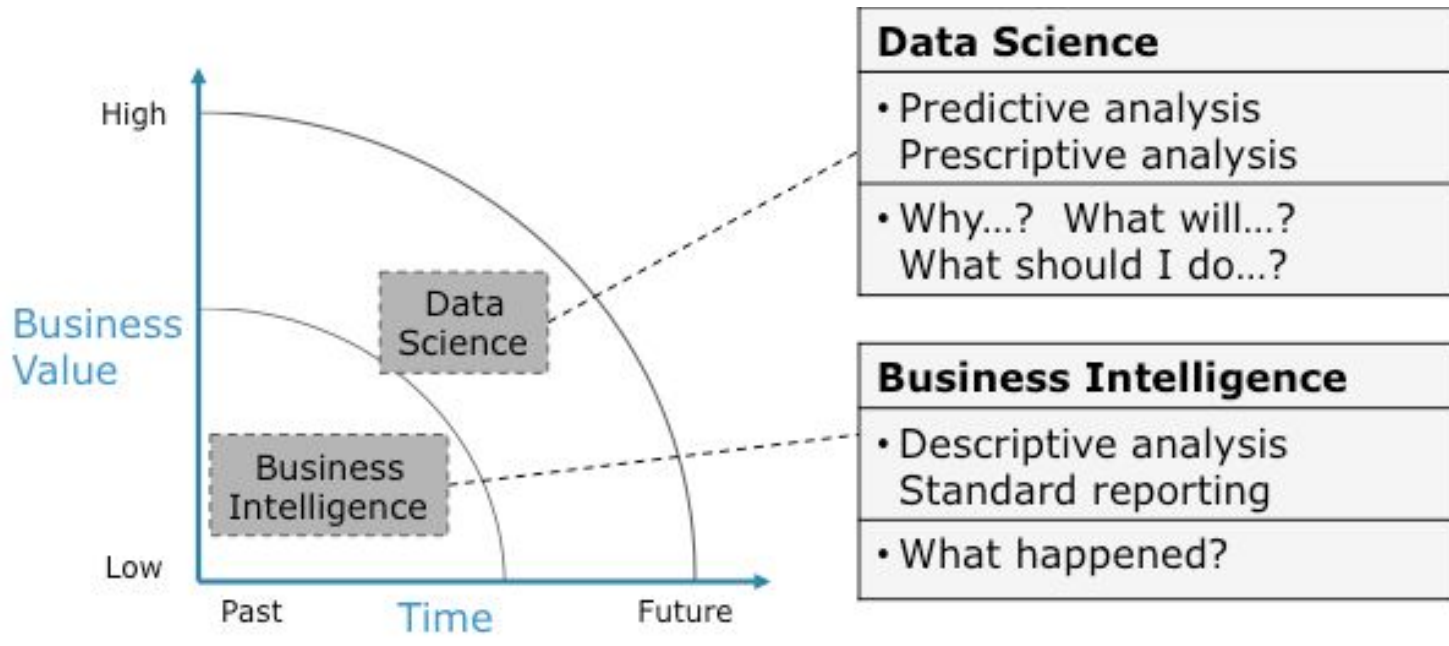 High
Business
Value
Low
Past
Time
Future
Data
Science
Business
Intelligence
Data Science
• Predictive analysis
Prescriptive analysis
• Why...? What will...?
What should I do...?
Business Intelligence
• Descriptive analysis
Standard reporting
• What happened?